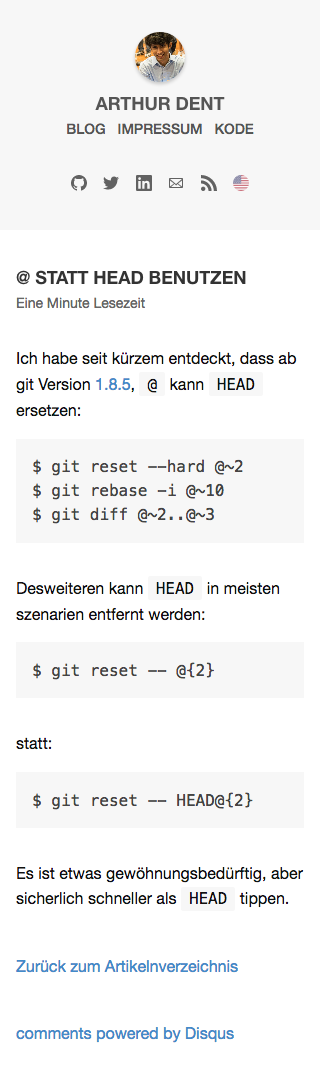 ARTHUR DENT
BLOG IMPRESSUM KODE
@ STATT HEAD BENUTZEN
Eine Minute Lesezeit
Ich habe seit kürzem entdeckt, dass ab
git Version 1.8.5, @ kann HEAD
ersetzen:
$ git reset --hard @~2
$ git rebase -i @~10
$ git diff @~2..@~3
Desweiteren kann HEAD in meisten
szenarien entfernt werden:
$ git reset -- @{2}
statt:
$ git reset -- HEAD@{2}
Es ist etwas gewöhnungsbedürftig, aber
sicherlich schneller als HEAD tippen.
Zurück zum Artikelnverzeichnis
comments powered by Disqus